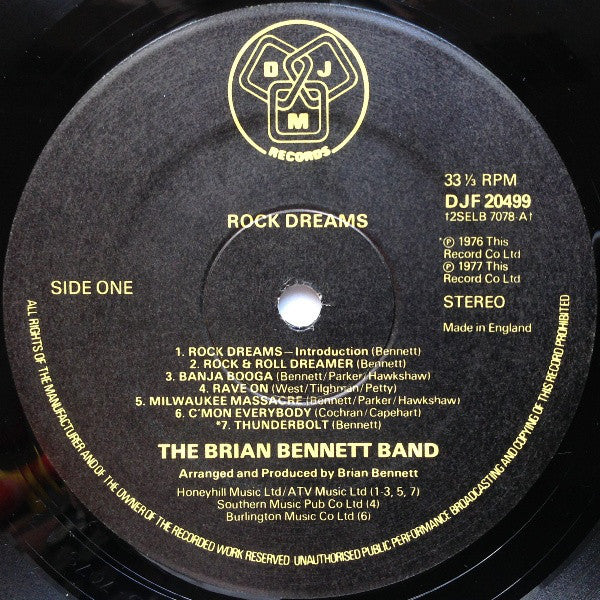 D J
M
RECORDS
ROCK DREAMS
33 ⅓ RPM
DJF 20499
†2SELB 7078·A†
*℗ 1976 This
Record Co Ltd
℗ 1977 This
Record Co Ltd
SIDE ONE
STEREO
Made in England
1. ROCK DREAMS—Introduction (Bennett)
2. ROCK & ROLL DREAMER (Bennett)
3. BANJA BOOGA (Bennett/Parker/Hawkshaw)
4. RAVE ON (West/Tilghman/Petty)
5. MILWAUKEE MASSACRE (Bennett/Parker/Hawkshaw)
6. C'MON EVERYBODY (Cochran/Capehart)
*7. THUNDERBOLT (Bennett)
THE BRIAN BENNETT BAND
Arranged and Produced by Brian Bennett
Honeyhill Music Ltd/ATV Music Ltd (1-3, 5, 7)
Southern Music Pub Co Ltd (4)
Burlington Music Co Ltd (6)
ALL RIGHTS OF THE MANUFACTURER AND OF THE OWNER OF THE RECORDED WORK RESERVED UNAUTHORISED PUBLIC PERFORMANCE BROADCASTING AND COPYING OF THIS RECORD PROHIBITED